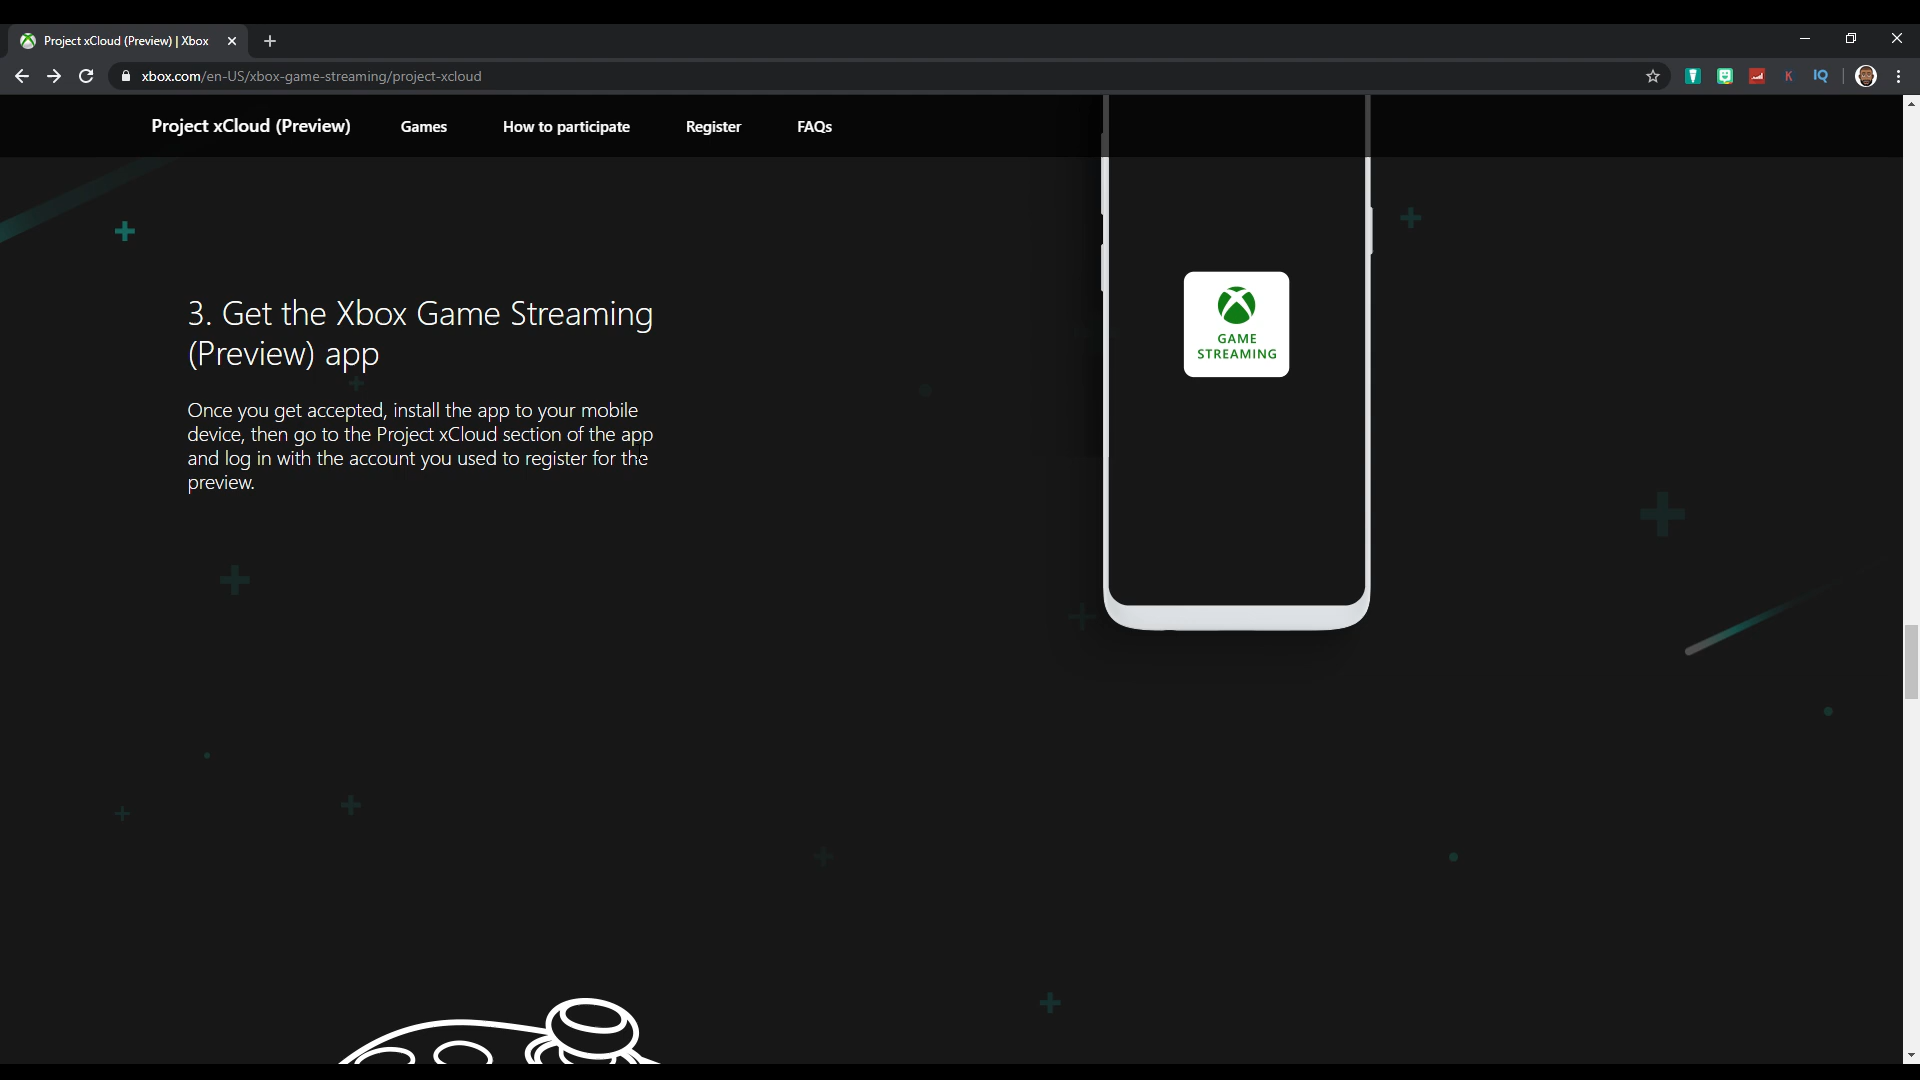 Project xCloud (Preview) | Xbox
xbox.com/en-US/xbox-game-streaming/project-xcloud
K
IQ
Project xCloud (Preview)
Games
How to participate
Register
FAQs
3. Get the Xbox Game Streaming
(Preview) app
Once you get accepted, install the app to your mobile
device, then go to the Project xCloud section of the app
and log in with the account you used to register for the
preview.
GAME
STREAMING